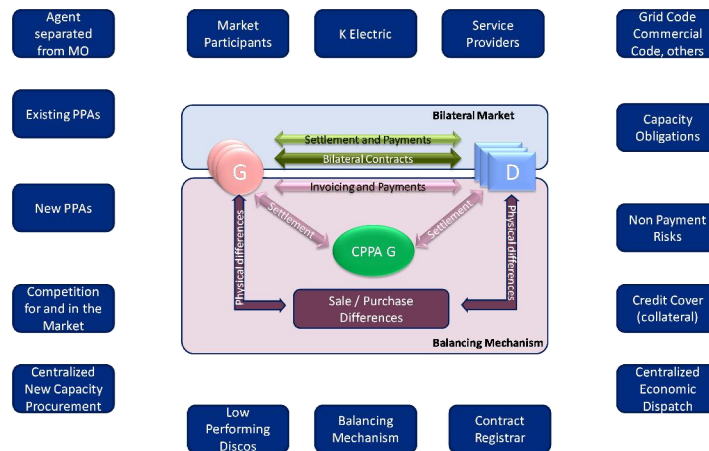 Agent
separated
from MO
Market
Participants
K Electric
Service
Providers
Grid Code
Commercial
Code, others
Existing PPAs
Bilateral Market
Capacity
Obligations
Settlement and Payments
Bilateral Contracts
G
D
Invoicing and Payments
New PPAs
Settlement
Settlement
Physical differences
Physical differences
CPPA G
Non Payment
Risks
Competition
for and in the
Market
Sale / Purchase
Differences
Credit Cover
(collateral)
Balancing Mechanism
Centralized
New Capacity
Procurement
Centralized
Economic
Dispatch
Low
Performing
Discos
Balancing
Mechanism
Contract
Registrar